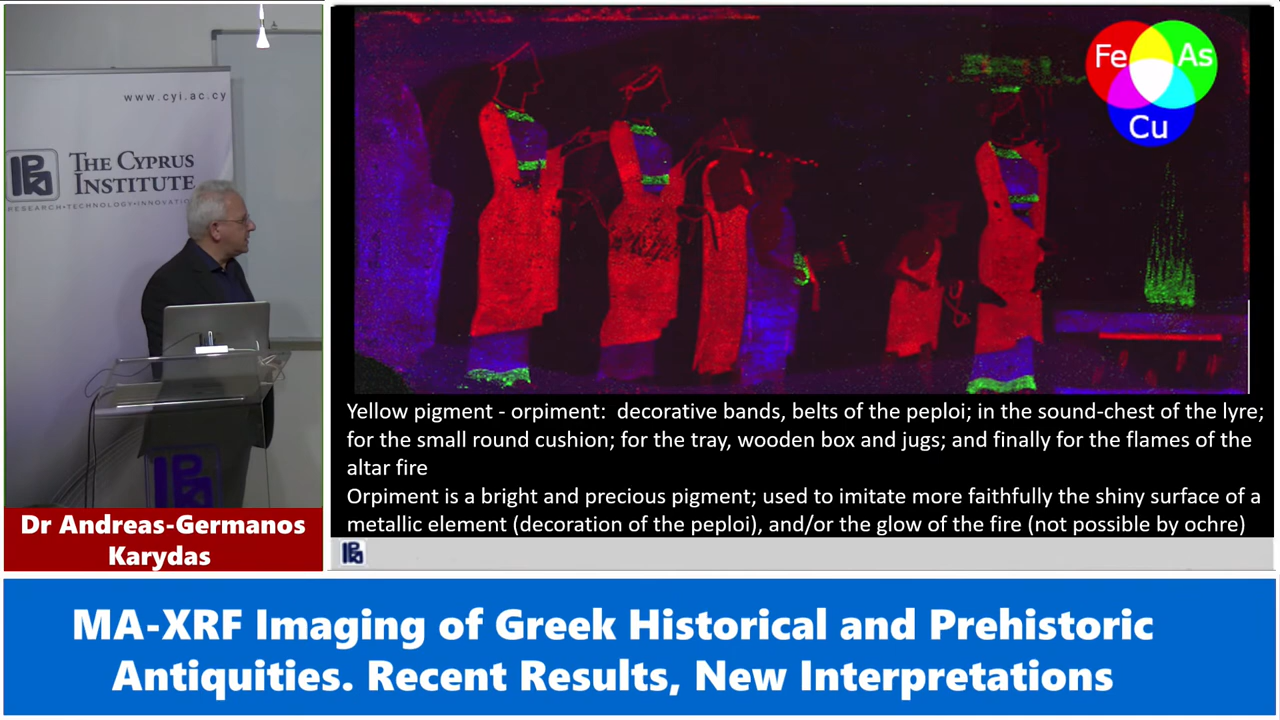 www.cyi.ac.cy
THE CYPRUS
INSTITUTE
RESEARCH•TECHNOLOGY•INNOVATIO
Fe
As
Cu
Yellow pigment - orpiment:  decorative bands, belts of the peploi; in the sound-chest of the lyre;
for the small round cushion; for the tray, wooden box and jugs; and finally for the flames of the
altar fire
Orpiment is a bright and precious pigment; used to imitate more faithfully the shiny surface of a
metallic element (decoration of the peploi), and/or the glow of the fire (not possible by ochre)
Dr Andreas-Germanos
Karydas
MA-XRF Imaging of Greek Historical and Prehistoric
Antiquities. Recent Results, New Interpretations